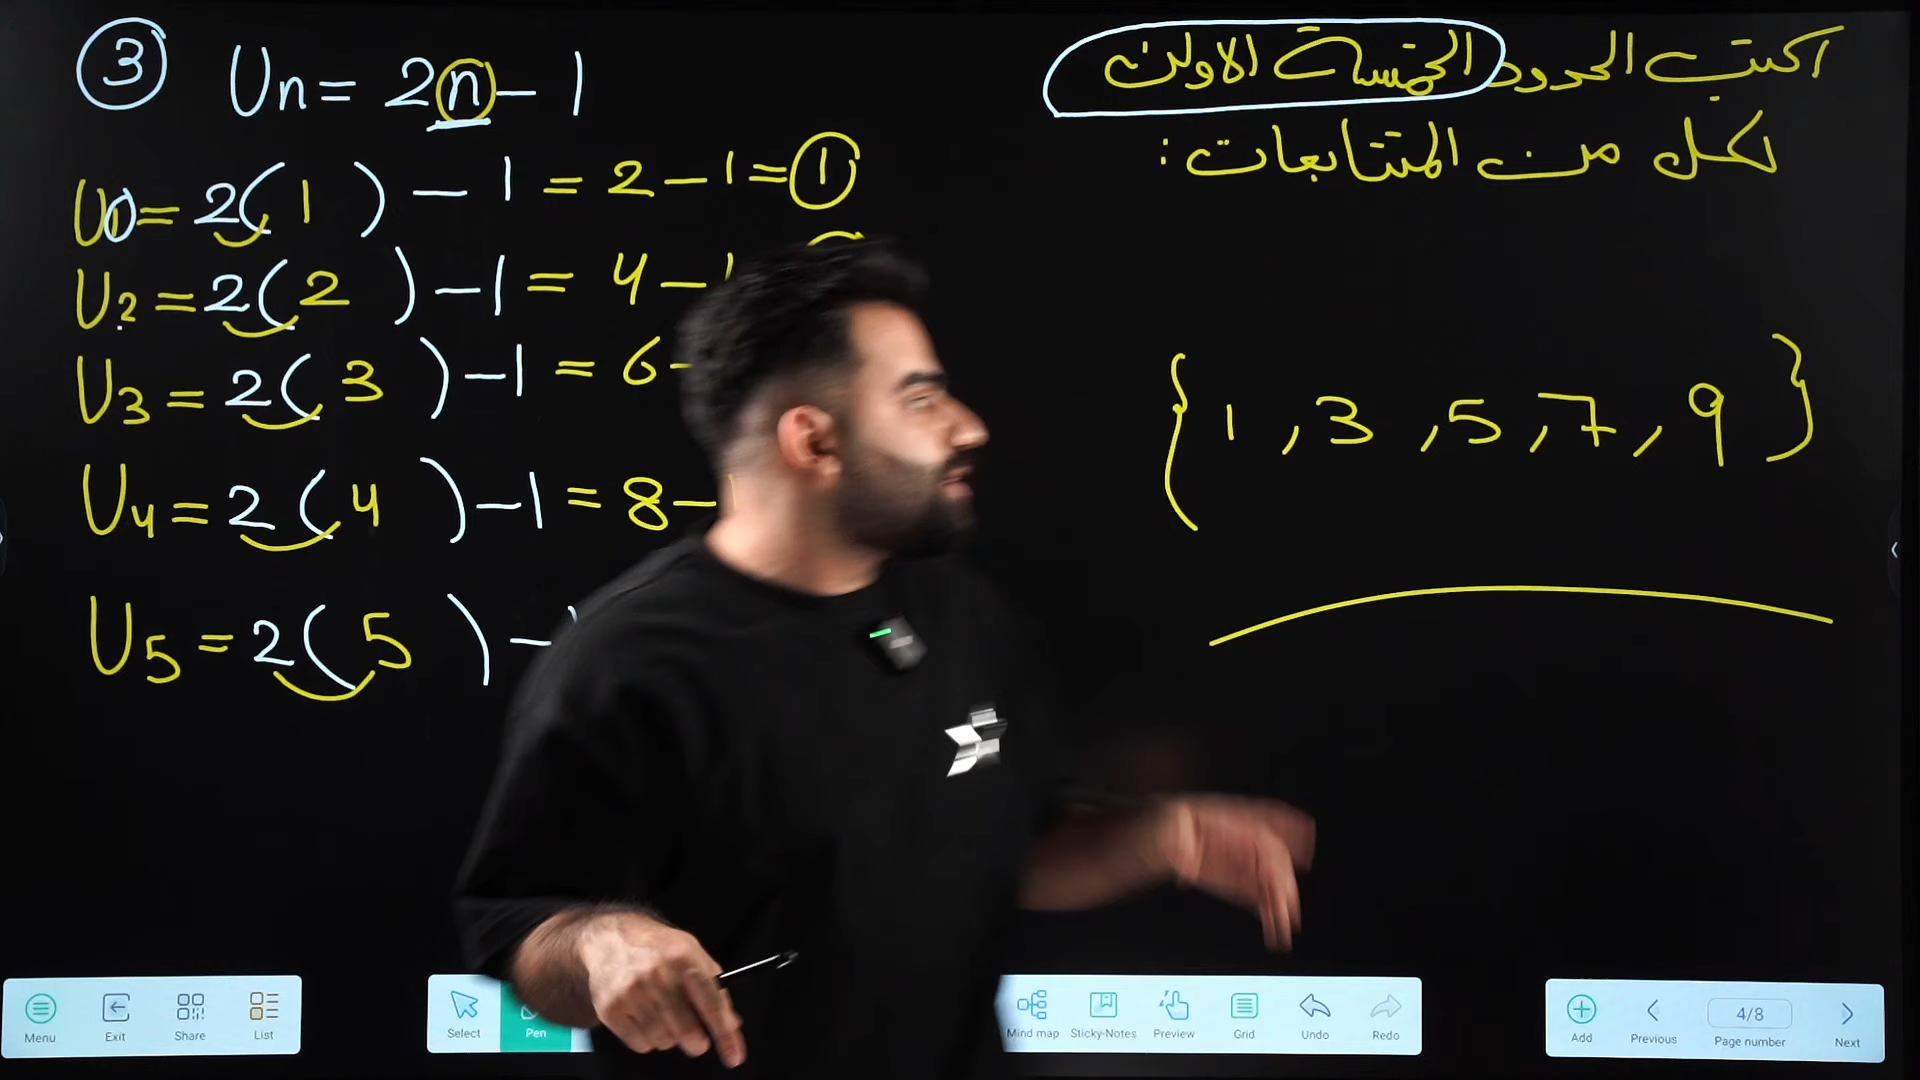 ③ Un = 2n - 1
اكتب الحدود الخمسة الاولى
لكل من المتتابعات :
U1 = 2( 1 ) - 1 = 2 - 1 = ①
U2 = 2( 2 ) - 1 = 4 - 1
U3 = 2( 3 ) - 1 = 6 -
U4 = 2( 4 ) - 1 = 8 - 1
U5 = 2( 5 ) -
{ 1 , 3 , 5 , 7 , 9 }
Menu Exit Share List Select Pen Mind map Sticky-Notes Preview Grid Undo Redo Add Previous 4/8 Page number Next